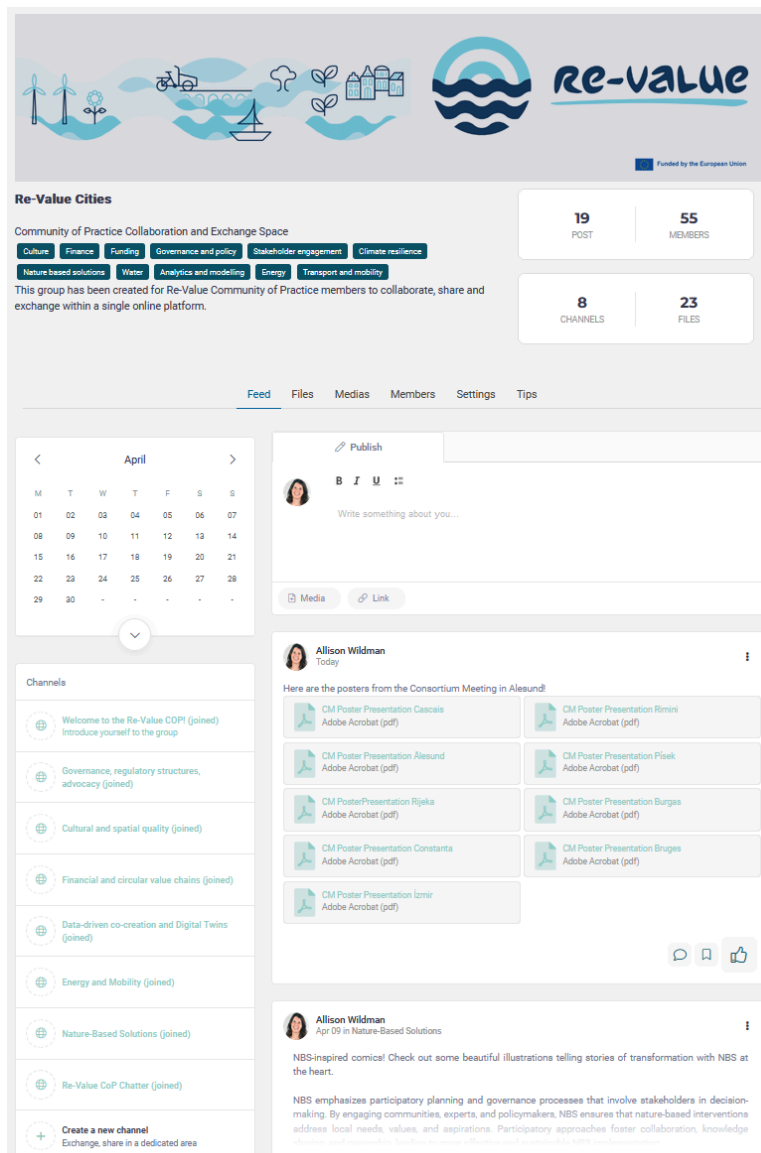 Re-Value
Funded by the European Union
Re-Value Cities
Community of Practice Collaboration and Exchange Space
Culture Finance Funding Governance and policy Stakeholder engagement Climate resilience
Nature based solutions Water Analytics and modelling Energy Transport and mobility
This group has been created for Re-Value Community of Practice members to collaborate, share and
exchange within a single online platform.
19 55
POST MEMBERS
8 23
CHANNELS FILES
Feed Files Medias Members Settings Tips
April
M T W T F S S
01 02 03 04 05 06 07
08 09 10 11 12 13 14
15 16 17 18 19 20 21
22 23 24 25 26 27 28
29 30 - - - - -
Channels
Welcome to the Re-Value COP! (joined)
Introduce yourself to the group
Governance, regulatory structures,
advocacy (joined)
Cultural and spatial quality (joined)
Financial and circular value chains (joined)
Data-driven co-creation and Digital Twins
(joined)
Energy and Mobility (joined)
Nature-Based Solutions (joined)
Re-Value CoP Chatter (joined)
Create a new channel
Exchange, share in a dedicated area
Publish
B I U
Write something about you...
Media Link
Allison Wildman
Today
Here are the posters from the Consortium Meeting in Alesund!
CM Poster Presentation Cascais
Adobe Acrobat (pdf)
CM Poster Presentation Rimini
Adobe Acrobat (pdf)
CM Poster Presentation Ålesund
Adobe Acrobat (pdf)
CM Poster Presentation Písek
Adobe Acrobat (pdf)
CM PosterPresentation Rijeka
Adobe Acrobat (pdf)
CM Poster Presentation Burgas
Adobe Acrobat (pdf)
CM Poster Presentation Constanta
Adobe Acrobat (pdf)
CM Poster Presentation Bruges
Adobe Acrobat (pdf)
CM Poster Presentation İzmir
Adobe Acrobat (pdf)
Allison Wildman
Apr 09 in Nature-Based Solutions
NBS-inspired comics! Check out some beautiful illustrations telling stories of transformation with NBS at
the heart.
NBS emphasizes participatory planning and governance processes that involve stakeholders in decision-
making. By engaging communities, experts, and policymakers, NBS ensures that nature-based interventions
address local needs, values, and aspirations. Participatory approaches foster collaboration, knowledge